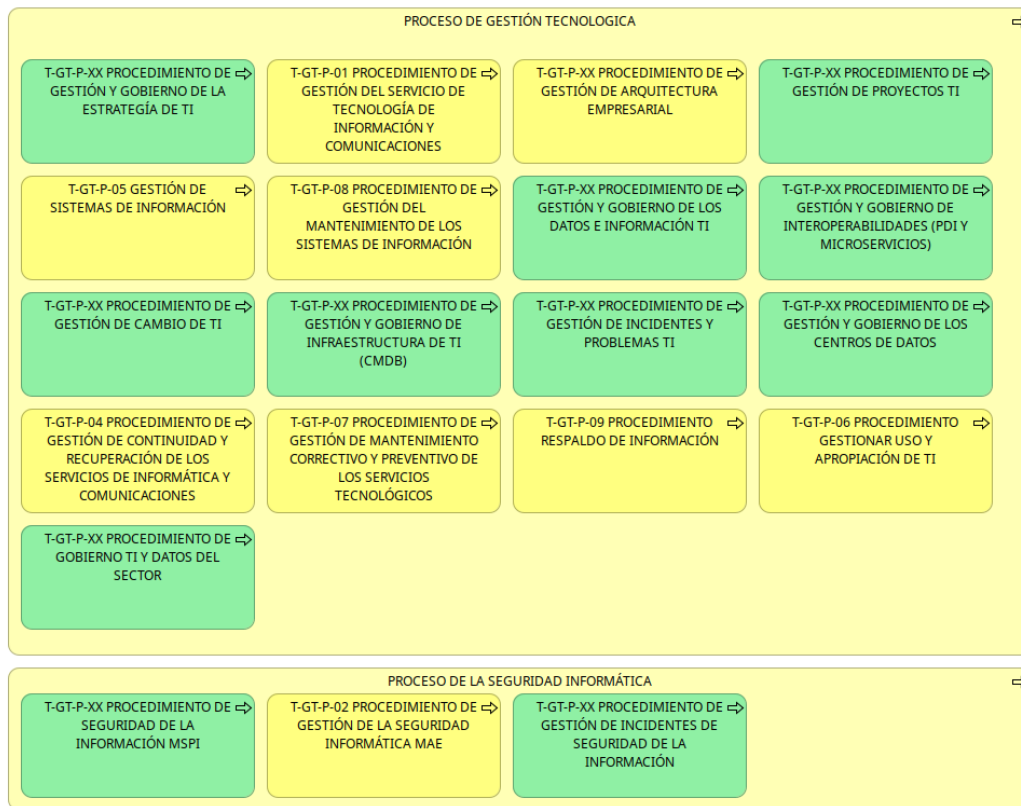 PROCESO DE GESTIÓN TECNOLOGICA
T-GT-P-XX PROCEDIMIENTO DE
GESTIÓN Y GOBIERNO DE LA
ESTRATEGÍA DE TI
T-GT-P-01 PROCEDIMIENTO DE
GESTIÓN DEL SERVICIO DE
TECNOLOGÍA DE
INFORMACIÓN Y
COMUNICACIONES
T-GT-P-XX PROCEDIMIENTO DE
GESTIÓN DE ARQUITECTURA
EMPRESARIAL
T-GT-P-XX PROCEDIMIENTO DE
GESTIÓN DE PROYECTOS TI
T-GT-P-05 GESTIÓN DE
SISTEMAS DE INFORMACIÓN
T-GT-P-08 PROCEDIMIENTO DE
GESTIÓN DEL
MANTENIMIENTO DE LOS
SISTEMAS DE INFORMACIÓN
T-GT-P-XX PROCEDIMIENTO DE
GESTIÓN Y GOBIERNO DE LOS
DATOS E INFORMACIÓN TI
T-GT-P-XX PROCEDIMIENTO DE
GESTIÓN Y GOBIERNO DE
INTEROPERABILIDADES (PDI Y
MICROSERVICIOS)
T-GT-P-XX PROCEDIMIENTO DE
GESTIÓN DE CAMBIO DE TI
T-GT-P-XX PROCEDIMIENTO DE
GESTIÓN Y GOBIERNO DE
INFRAESTRUCTURA DE TI
(CMDB)
T-GT-P-XX PROCEDIMIENTO DE
GESTIÓN DE INCIDENTES Y
PROBLEMAS TI
T-GT-P-XX PROCEDIMIENTO DE
GESTIÓN Y GOBIERNO DE LOS
CENTROS DE DATOS
T-GT-P-04 PROCEDIMIENTO DE
GESTIÓN DE CONTINUIDAD Y
RECUPERACIÓN DE LOS
SERVICIOS DE INFORMÁTICA Y
COMUNICACIONES
T-GT-P-07 PROCEDIMIENTO DE
GESTIÓN DE MANTENIMIENTO
CORRECTIVO Y PREVENTIVO DE
LOS SERVICIOS
TECNOLÓGICOS
T-GT-P-09 PROCEDIMIENTO
RESPALDO DE INFORMACIÓN
T-GT-P-06 PROCEDIMIENTO
GESTIONAR USO Y
APROPIACIÓN DE TI
T-GT-P-XX PROCEDIMIENTO DE
GOBIERNO TI Y DATOS DEL
SECTOR
PROCESO DE LA SEGURIDAD INFORMÁTICA
T-GT-P-XX PROCEDIMIENTO DE
SEGURIDAD DE LA
INFORMACIÓN MSPI
T-GT-P-02 PROCEDIMIENTO DE
GESTIÓN DE LA SEGURIDAD
INFORMÁTICA MAE
T-GT-P-XX PROCEDIMIENTO DE
GESTIÓN DE INCIDENTES DE
SEGURIDAD DE LA
INFORMACIÓN